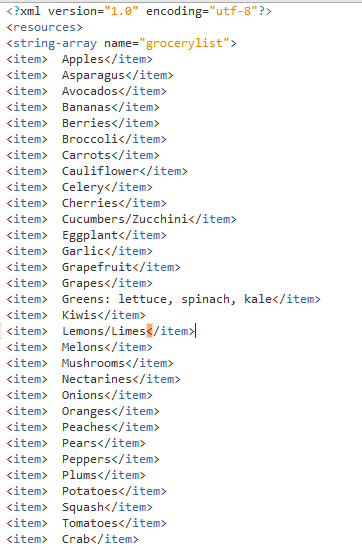 <?xml version="1.0" encoding="utf-8"?>
<resources>
<string-array name="grocerylist">
<item>  Apples</item>
<item>  Asparagus</item>
<item>  Avocados</item>
<item>  Bananas</item>
<item>  Berries</item>
<item>  Broccoli</item>
<item>  Carrots</item>
<item>  Cauliflower</item>
<item>  Celery</item>
<item>  Cherries</item>
<item>  Cucumbers/Zucchini</item>
<item>  Eggplant</item>
<item>  Garlic</item>
<item>  Grapefruit</item>
<item>  Grapes</item>
<item>  Greens: lettuce, spinach, kale</item>
<item>  Kiwis</item>
<item>  Lemons/Limes</item>
<item>  Melons</item>
<item>  Mushrooms</item>
<item>  Nectarines</item>
<item>  Onions</item>
<item>  Oranges</item>
<item>  Peaches</item>
<item>  Pears</item>
<item>  Peppers</item>
<item>  Plums</item>
<item>  Potatoes</item>
<item>  Squash</item>
<item>  Tomatoes</item>
<item>  Crab</item>